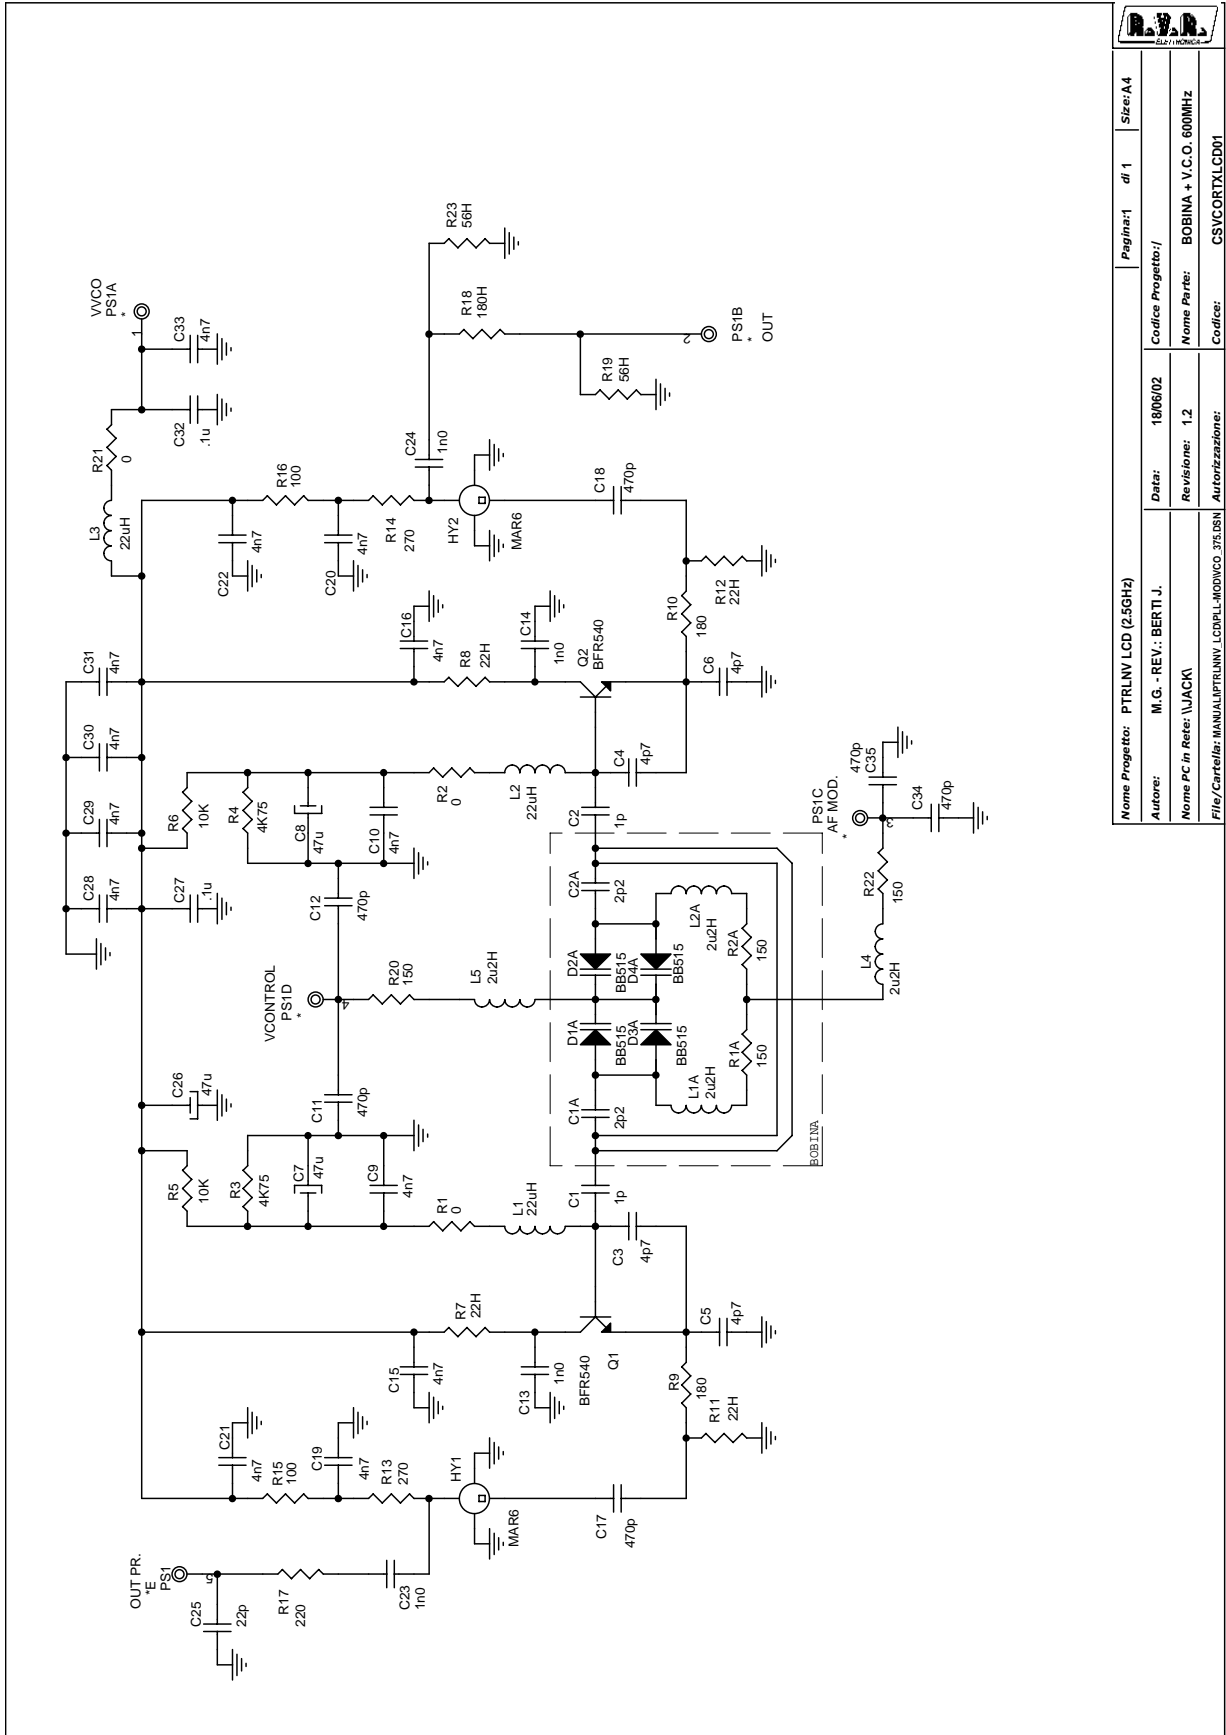 OUT PR.
*E
PS1
5
C25
22p
R17
220
C23
1n0
C21
4n7
R15
100
C19
4n7
R13
270
HY1
MAR6
C17
470p
C15
4n7
R7
22H
C13
1n0
BFR540
Q1
R9
180
R11
22H
C5
4p7
C3
4p7
R5
10K
R3
4K75
C7
47u
C9
4n7
R1
0
L1
22uH
C1
1p
C26
47u
C11
470p
VCONTROL
PS1D
*
4
R20
150
L5
2u2H
C12
470p
BOBINA
C1A
2p2
D1A
BB515
D3A
BB515
D2A
BB515
D4A
BB515
C2A
2p2
L1A
2u2H
R1A
150
L2A
2u2H
R2A
150
C28
4n7
C29
4n7
C30
4n7
C31
4n7
C27
.1u
R6
10K
R4
4K75
C8
47u
C10
4n7
R2
0
L2
22uH
C2
1p
C4
4p7
L4
2u2H
R22
150
PS1C
AF MOD.
*
3
C35
470p
C34
470p
C16
4n7
R8
22H
C14
1n0
Q2
BFR540
C6
4p7
R10
180
R12
22H
L3
22uH
R21
0
C32
.1u
C33
4n7
VVCO
PS1A
*
1
C22
4n7
R16
100
C20
4n7
R14
270
HY2
MAR6
C24
1n0
C18
470p
R23
56H
R18
180H
R19
56H
2
PS1B
*
OUT
Nome Progetto: PTRLNV LCD (2.5GHz)
Pagina:1 di 1
Size:A4
R.V.R.
ELETTRONICA
Autore: M.G. - REV.: BERTI J.
Data: 18/06/02
Codice Progetto:/
Nome PC in Rete: \\JACK\
Revisione: 1.2
Nome Parte: BOBINA + V.C.O. 600MHz
File/Cartella: MANUALI\PTRLNNV_LCD\PLL-MOD\VCO_375.DSN
Autorizzazione:
Codice: CSVCORTXLCD01